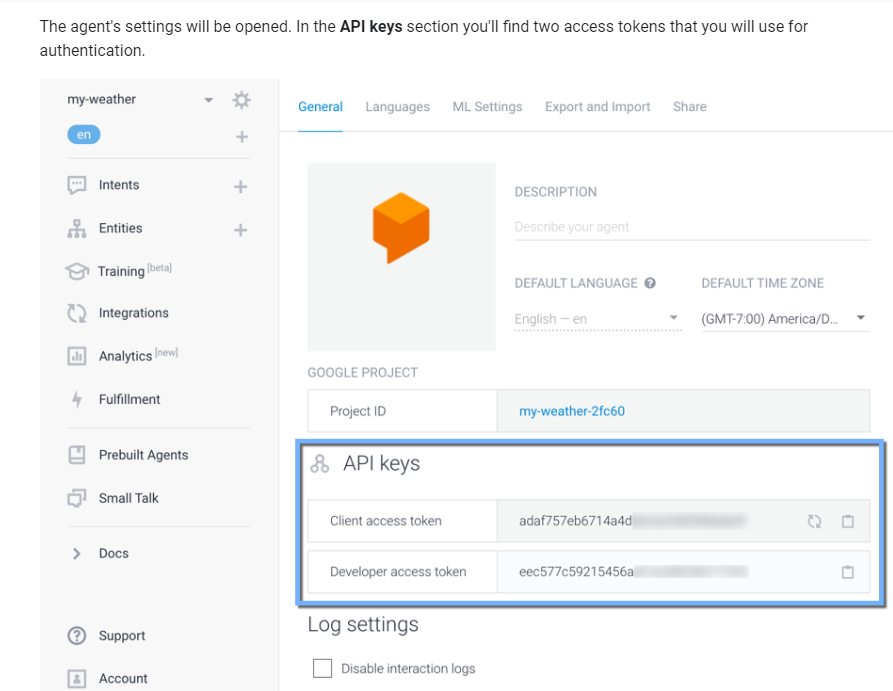 The agent's settings will be opened. In the API keys section you'll find two access tokens that you will use for
authentication.
my-weather
en
Intents
Entities
Training [beta]
Integrations
Analytics [new]
Fulfillment
Prebuilt Agents
Small Talk
Docs
Support
Account
General Languages ML Settings Export and Import Share
DESCRIPTION
Describe your agent
DEFAULT LANGUAGE DEFAULT TIME ZONE
English — en (GMT-7:00) America/D...
GOOGLE PROJECT
Project ID my-weather-2fc60
API keys
Client access token adaf757eb6714a4d
Developer access token eec577c59215456a
Log settings
Disable interaction logs